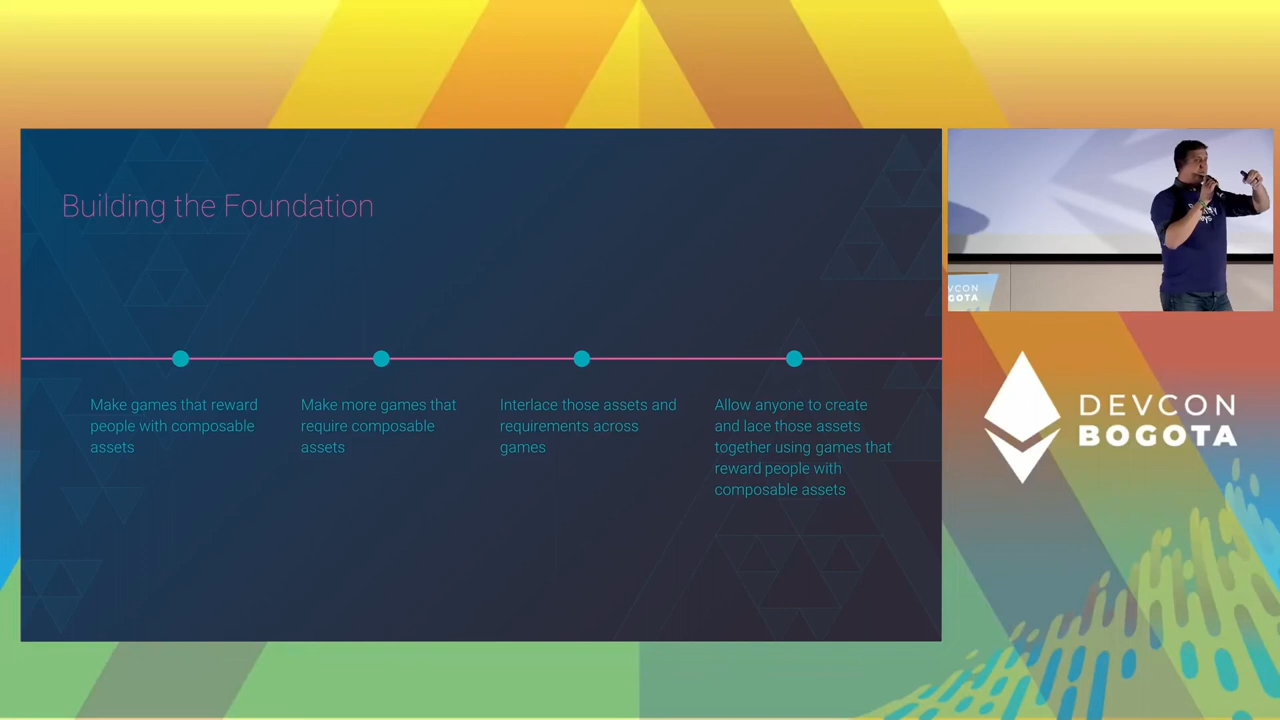 Building the Foundation
Make games that reward
people with composable
assets
Make more games that
require composable
assets
Interlace those assets and
requirements across
games
Allow anyone to create
and lace those assets
together using games that
reward people with
composable assets
VCON
GOTA
DEVCON
BOGOTA